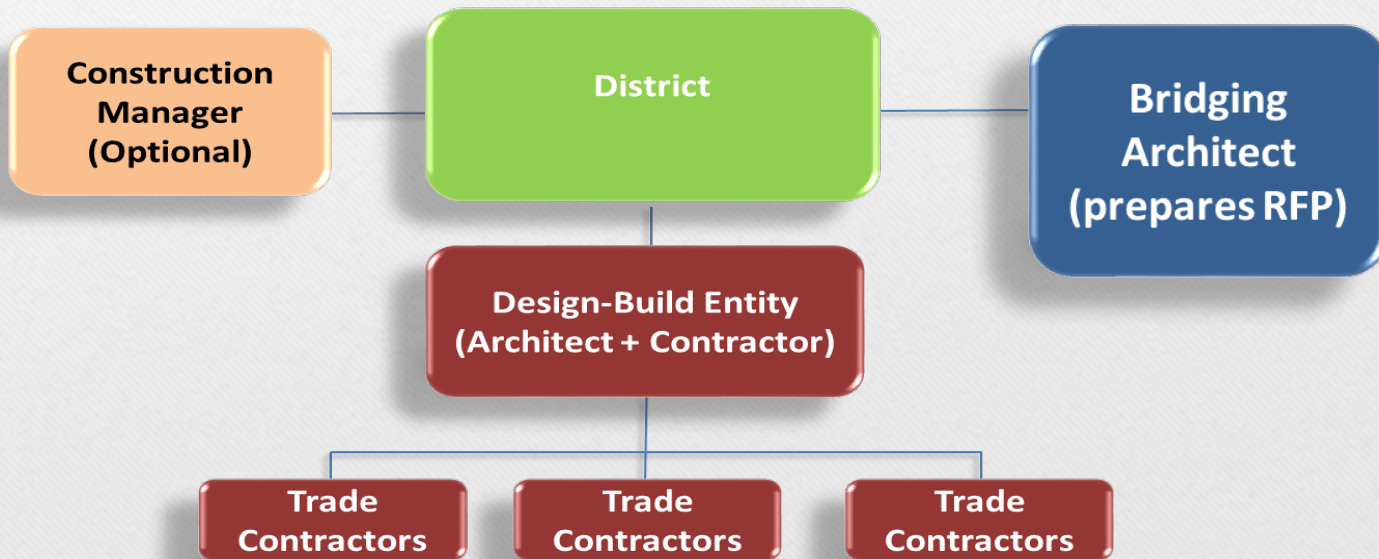 Construction
Manager
(Optional)
District
Bridging
Architect
(prepares RFP)
Design-Build Entity
(Architect + Contractor)
Trade
Contractors
Trade
Contractors
Trade
Contractors